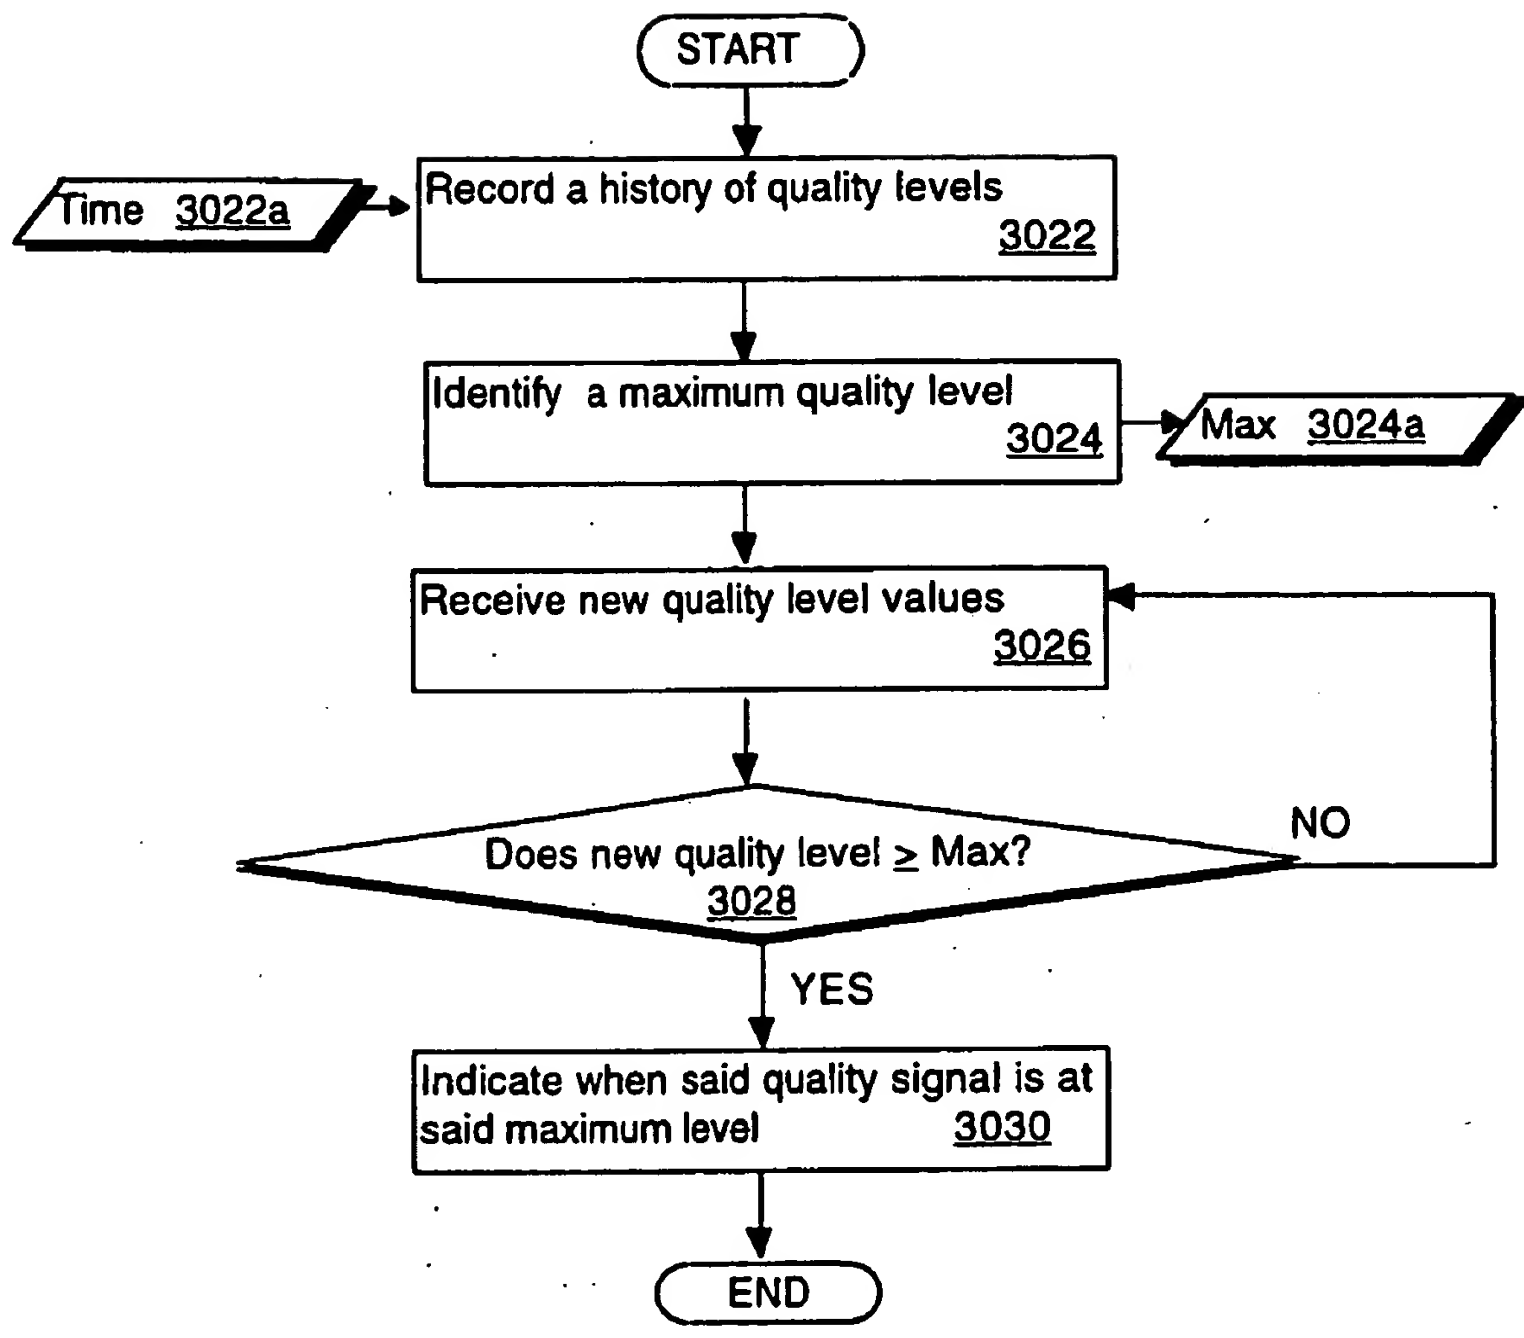 START
Time 3022a
Record a history of quality levels
3022
Identify a maximum quality level
3024
Max 3024a
Receive new quality level values
3026
NO
Does new quality level ≥ Max?
3028
YES
Indicate when said quality signal is at
said maximum level 3030
END